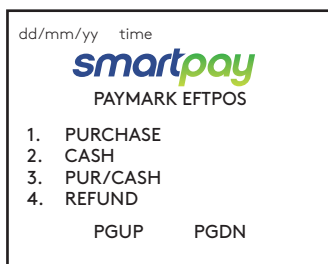 dd/mm/yy time
smartpay
PAYMARK EFTPOS
1. PURCHASE
2. CASH
3. PUR/CASH
4. REFUND
PGUP PGDN